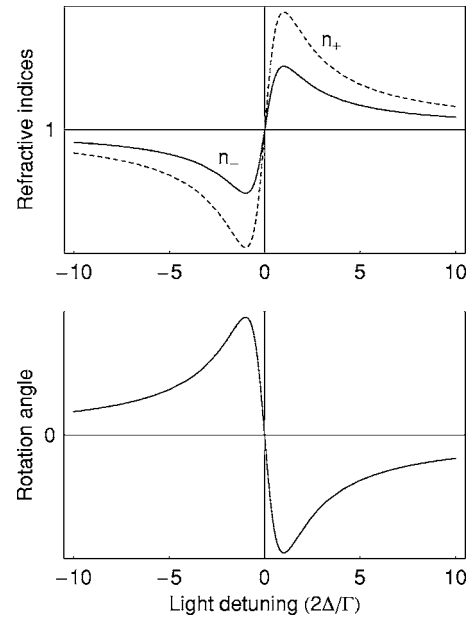 Refractive indices
n+
1
n−
−10 −5 0 5 10
Rotation angle
0
−10 −5 0 5 10
Light detuning (2Δ/Γ)